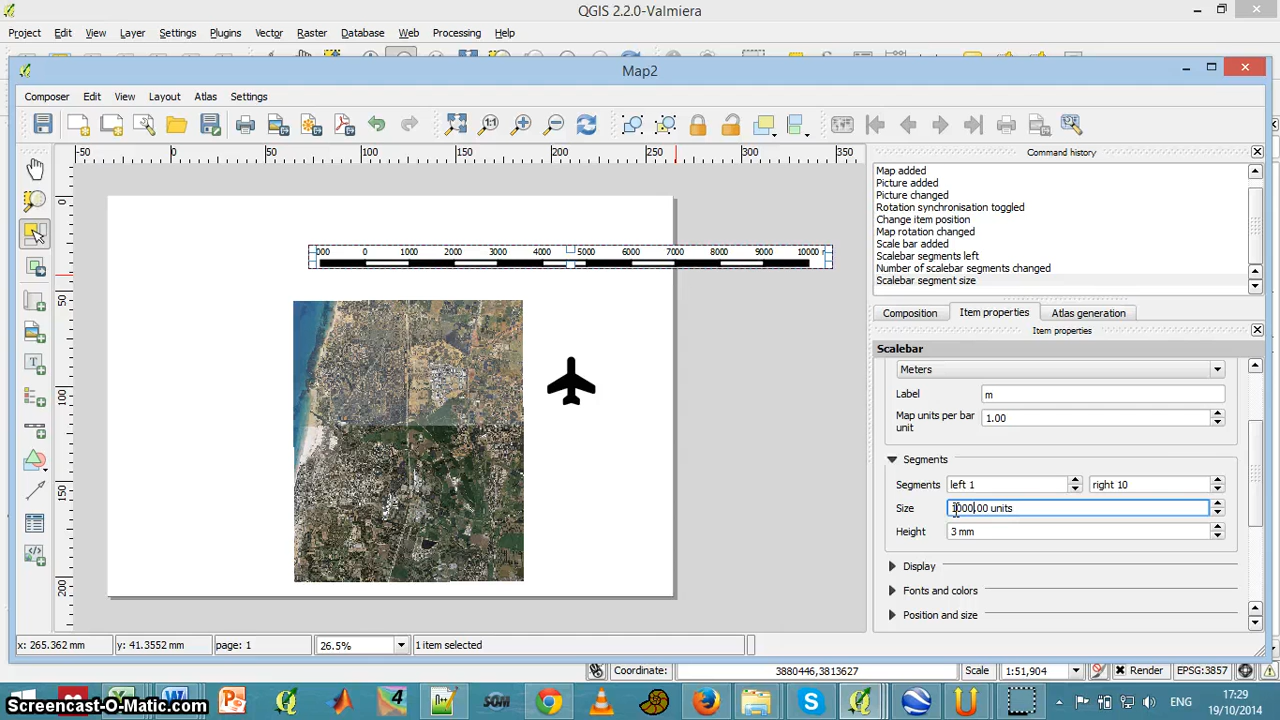 QGIS 2.2.0-Valmiera
Project Edit View Layer Settings Plugins Vector Raster Database Web Processing Help
Map2
Composer Edit View Layout Atlas Settings
-50 0 50 100 150 200 250 300 350
0
50
100
150
200
000 0 1000 2000 3000 4000 5000 6000 7000 8000 9000 10000
Command history
Map added
Picture added
Picture changed
Rotation synchronisation toggled
Change item position
Map rotation changed
Scale bar added
Scalebar segments left
Number of scalebar segments changed
Scalebar segment size
Composition Item properties Atlas generation
Item properties
Scalebar
Meters
Label m
Map units per bar unit 1.00
Segments
Segments left 1 right 10
Size 1000.00 units
Height 3 mm
Display
Fonts and colors
Position and size
x: 265.362 mm y: 41.3552 mm page: 1 26.5% 1 item selected
Coordinate: 3880446,3813627 Scale 1:51,904 Render EPSG:3857
Screencast-O-Matic.com
ENG
17:29
19/10/2014